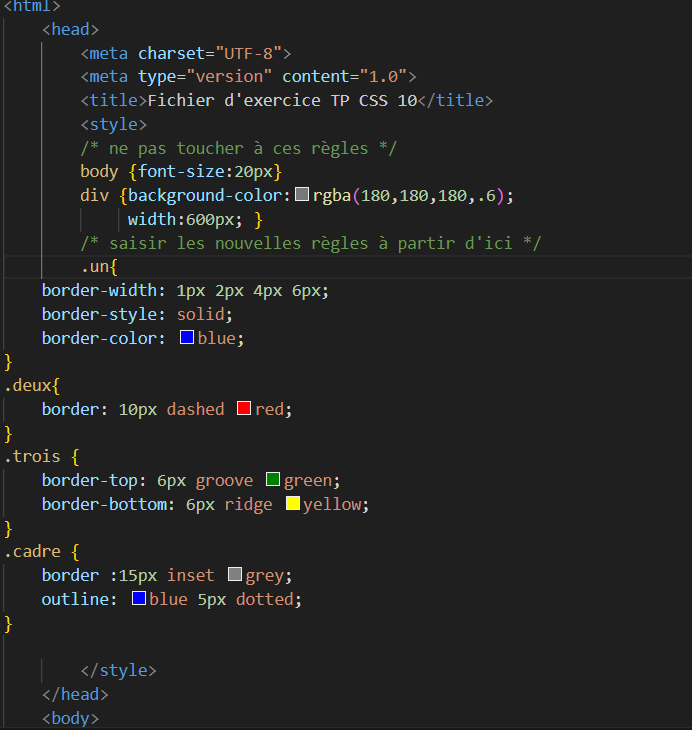 <html>
<head>
<meta charset="UTF-8">
<meta type="version" content="1.0">
<title>Fichier d'exercice TP CSS 10</title>
<style>
/* ne pas toucher à ces règles */
body {font-size:20px}
div {background-color:rgba(180,180,180,.6);
width:600px; }
/* saisir les nouvelles règles à partir d'ici */
.un{
border-width: 1px 2px 4px 6px;
border-style: solid;
border-color: blue;
}
.deux{
border: 10px dashed red;
}
.trois {
border-top: 6px groove green;
border-bottom: 6px ridge yellow;
}
.cadre {
border :15px inset grey;
outline: blue 5px dotted;
}
</style>
</head>
<body>